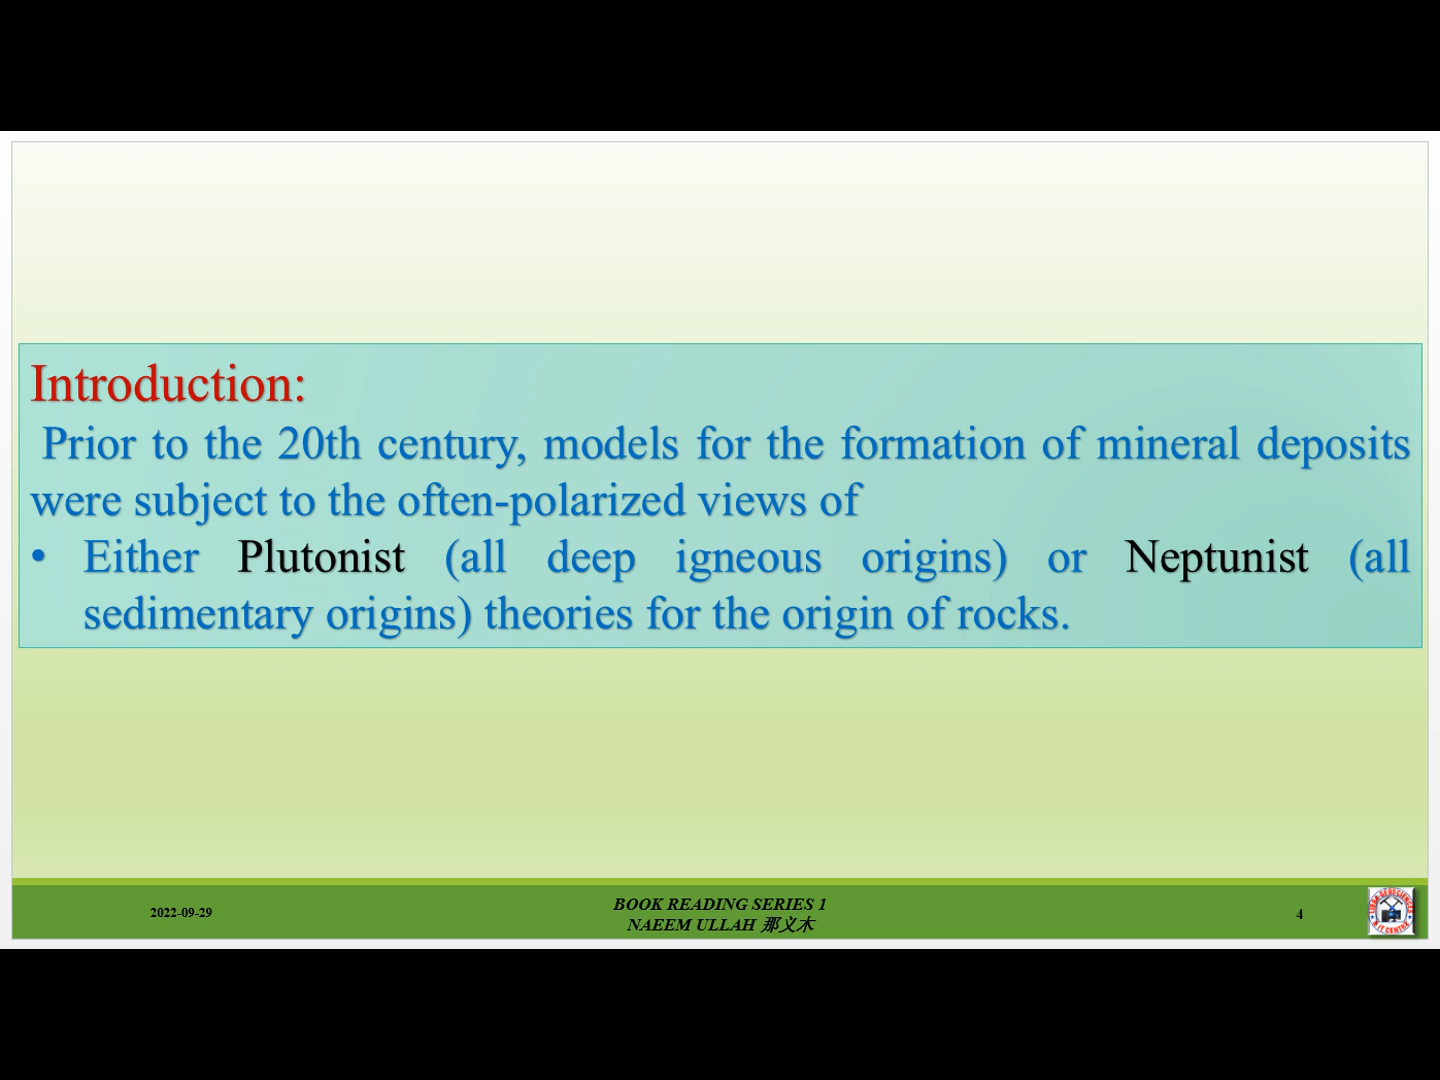 Introduction:
Prior to the 20th century, models for the formation of mineral deposits
were subject to the often-polarized views of
• Either Plutonist (all deep igneous origins) or Neptunist (all
sedimentary origins) theories for the origin of rocks.
2022-09-29
BOOK READING SERIES 1
NAEEM ULLAH 那义木
4